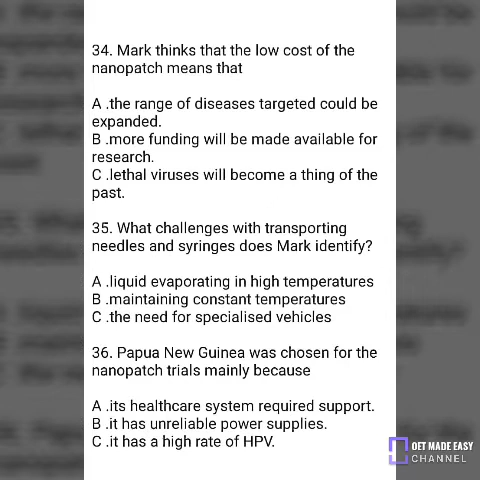 34. Mark thinks that the low cost of the
nanopatch means that
A .the range of diseases targeted could be
expanded.
B .more funding will be made available for
research.
C .lethal viruses will become a thing of the
past.
35. What challenges with transporting
needles and syringes does Mark identify?
A .liquid evaporating in high temperatures
B .maintaining constant temperatures
C .the need for specialised vehicles
36. Papua New Guinea was chosen for the
nanopatch trials mainly because
A .its healthcare system required support.
B .it has unreliable power supplies.
C .it has a high rate of HPV.
OET MADE EASY
CHANNEL